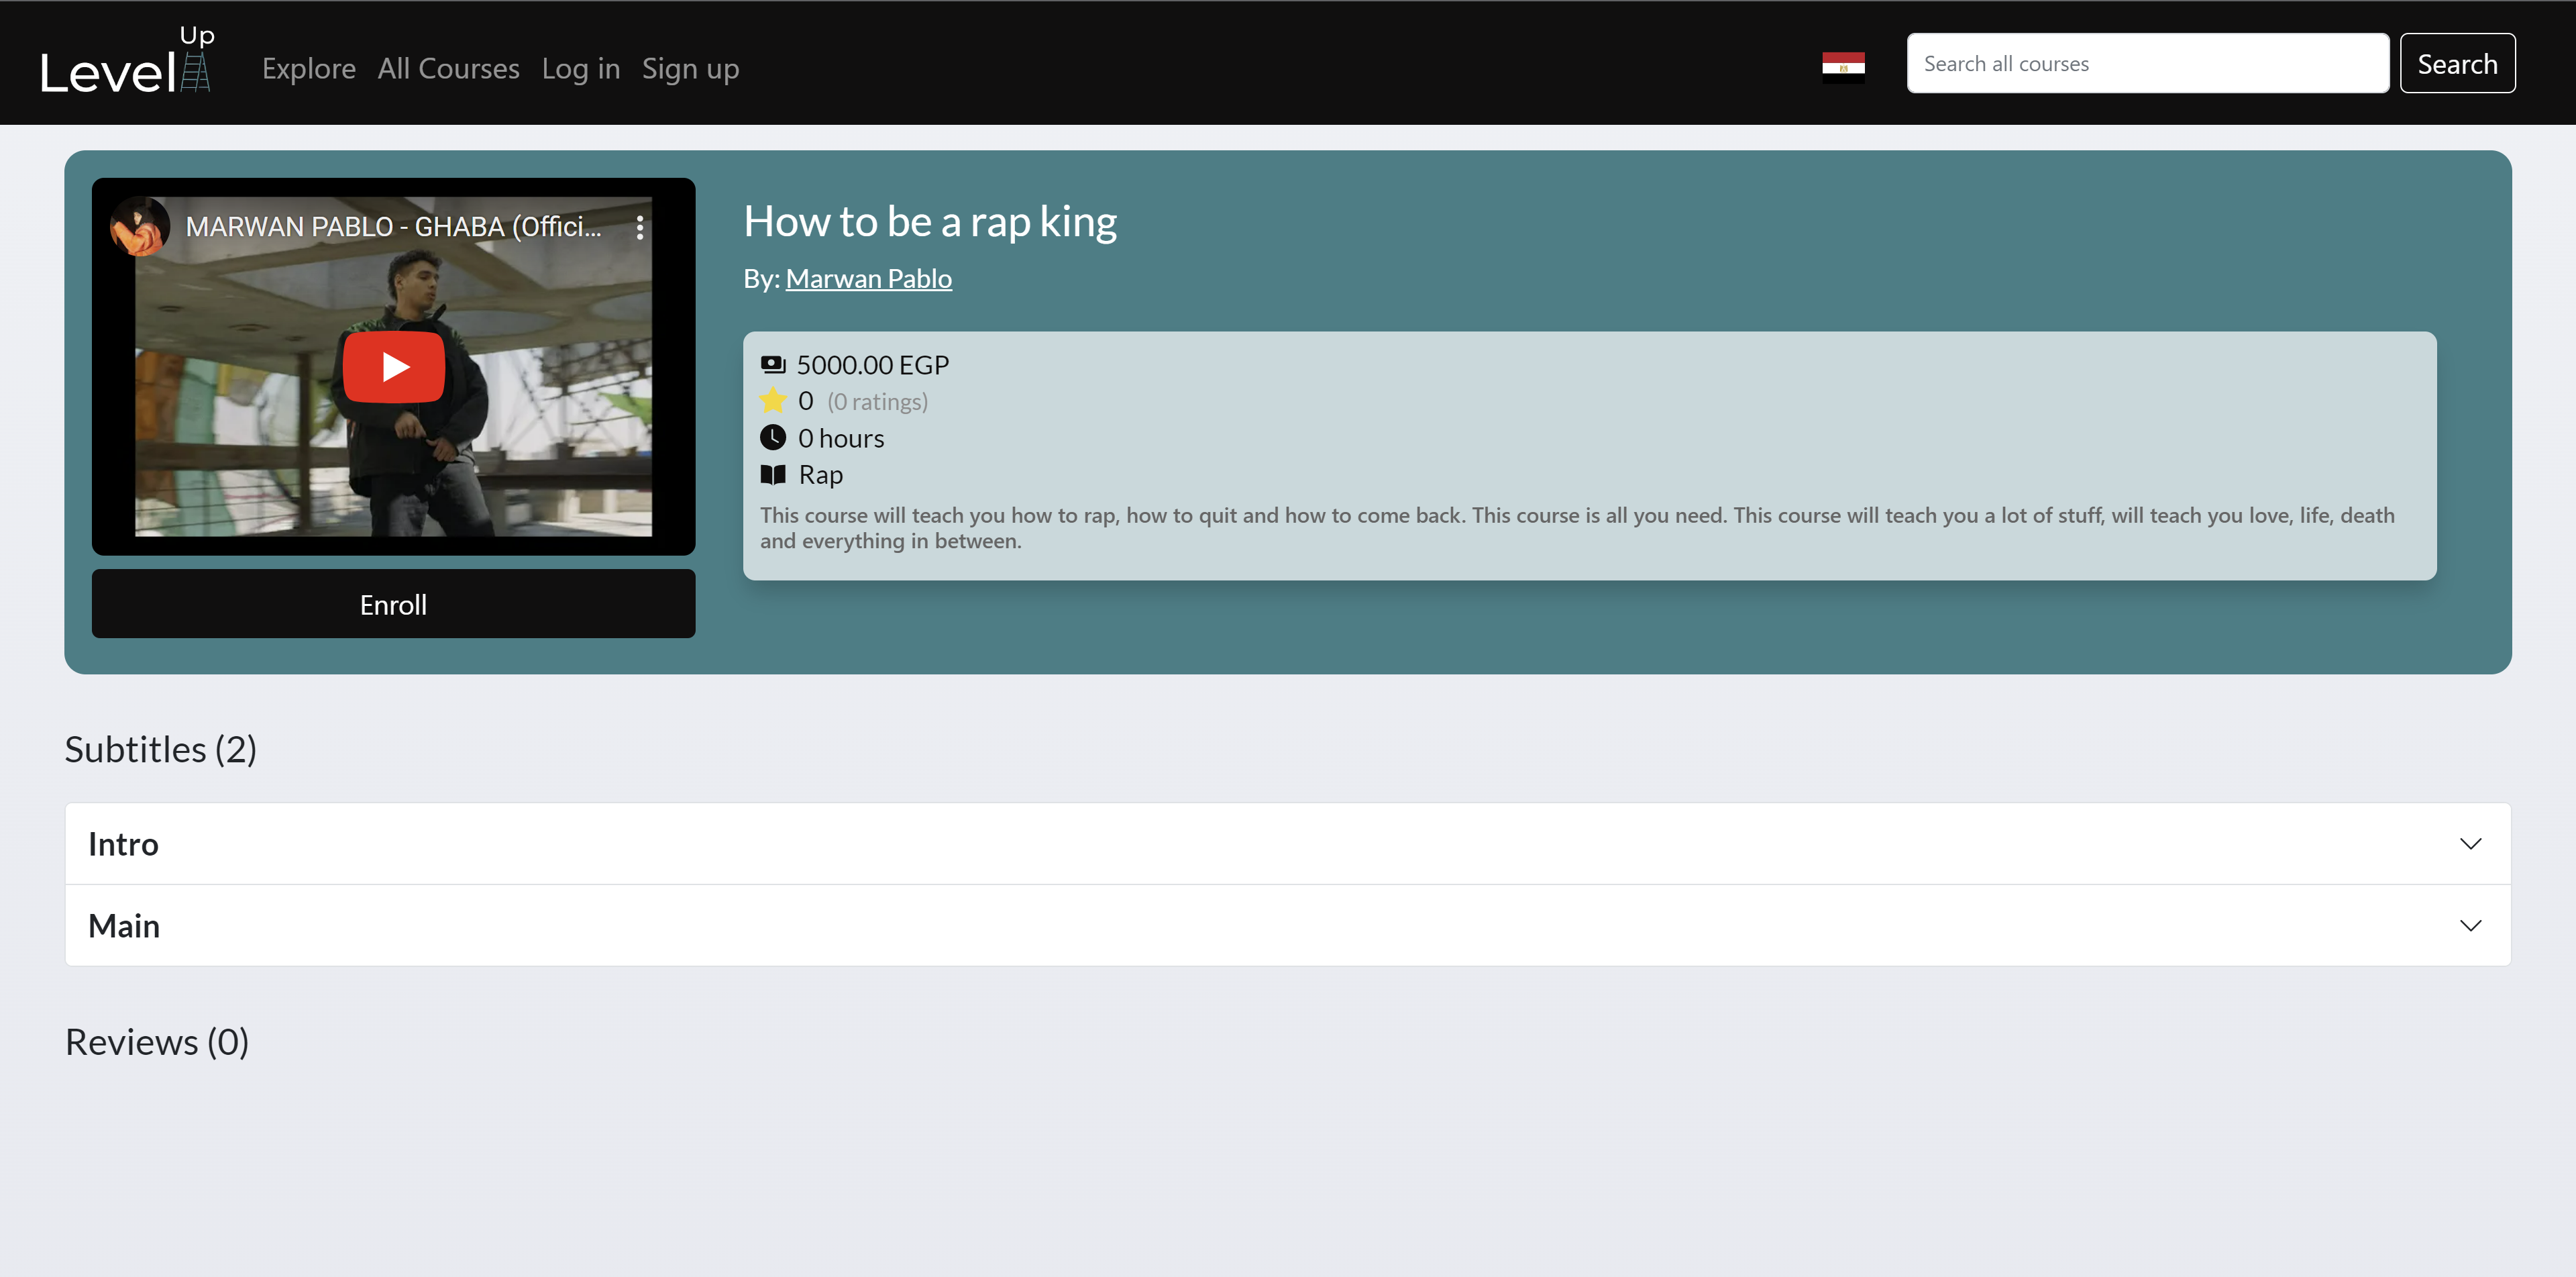 Level Up
Explore All Courses Log in Sign up
Search all courses
Search
MARWAN PABLO - GHABA (Offici...
Enroll
How to be a rap king
By: Marwan Pablo
5000.00 EGP
0 (0 ratings)
0 hours
Rap
This course will teach you how to rap, how to quit and how to come back. This course is all you need. This course will teach you a lot of stuff, will teach you love, life, death
and everything in between.
Subtitles (2)
Intro
Main
Reviews (0)